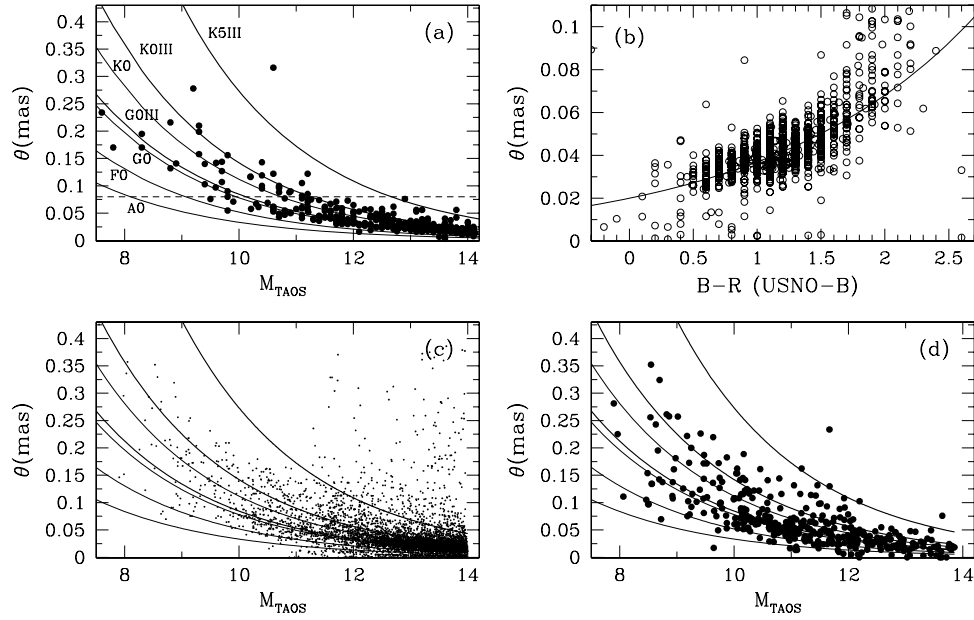 0.4
0.35
0.3
0.25
0.2
0.15
0.1
0.05
0
θ(mas)
K5III
K0III
K0
G0III
G0
F0
A0
(a)
8 10 12 14
M_TAOS
0.1
0.08
0.06
0.04
0.02
0
θ(mas)
(b)
0 0.5 1 1.5 2 2.5
B-R (USNO-B)
0.4
0.35
0.3
0.25
0.2
0.15
0.1
0.05
0
θ(mas)
(c)
8 10 12 14
M_TAOS
0.4
0.35
0.3
0.25
0.2
0.15
0.1
0.05
0
θ(mas)
(d)
8 10 12 14
M_TAOS